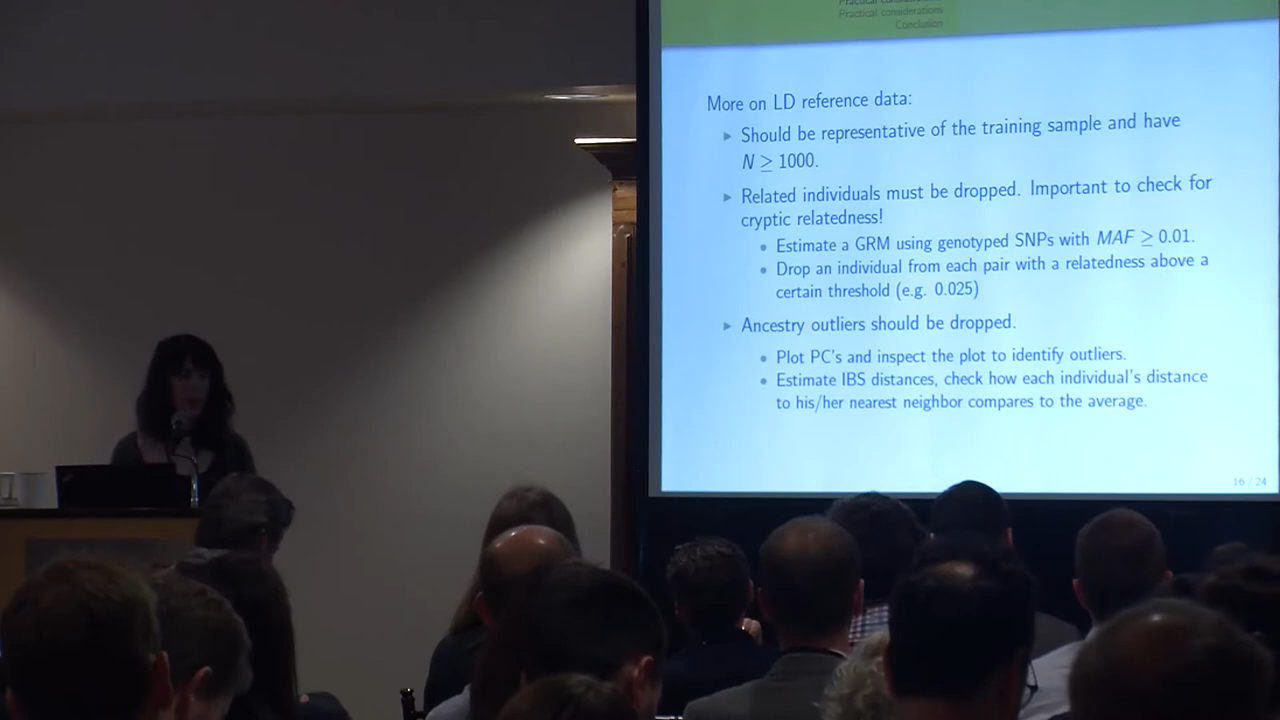 Practical considerations
Practical considerations
Conclusion
More on LD reference data:
Should be representative of the training sample and have
N ≥ 1000.
Related individuals must be dropped. Important to check for
cryptic relatedness!
Estimate a GRM using genotyped SNPs with MAF ≥ 0.01.
Drop an individual from each pair with a relatedness above a
certain threshold (e.g. 0.025)
Ancestry outliers should be dropped.
Plot PC's and inspect the plot to identify outliers.
Estimate IBS distances, check how each individual's distance
to his/her nearest neighbor compares to the average.
16 / 24